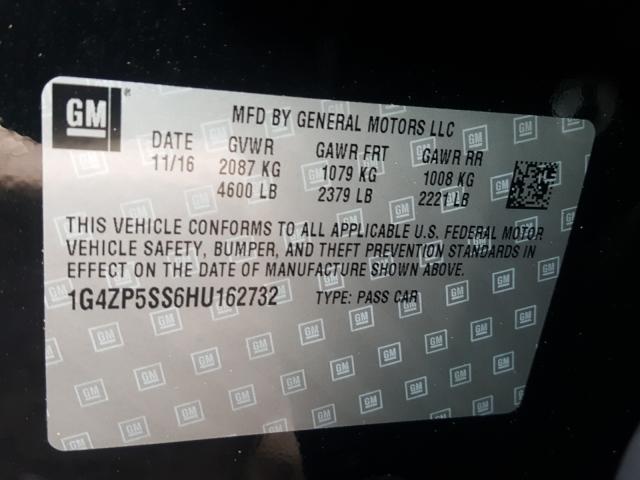 GM ®
MFD BY GENERAL MOTORS LLC
DATE GVWR GAWR FRT GAWR RR
11/16 2087 KG 1079 KG 1008 KG
4600 LB 2379 LB 2221 LB
THIS VEHICLE CONFORMS TO ALL APPLICABLE U.S. FEDERAL MOTOR
VEHICLE SAFETY, BUMPER, AND THEFT PREVENTION STANDARDS IN
EFFECT ON THE DATE OF MANUFACTURE SHOWN ABOVE.
1G4ZP5SS6HU162732 TYPE: PASS CAR